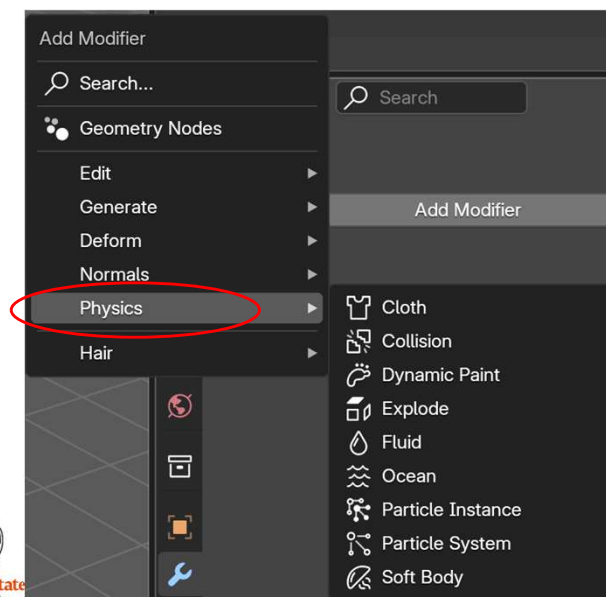 Add Modifier
Search...
Geometry Nodes
Edit
Generate
Deform
Normals
Physics
Hair
Search
Add Modifier
Cloth
Collision
Dynamic Paint
Explode
Fluid
Ocean
Particle Instance
Particle System
Soft Body
tate